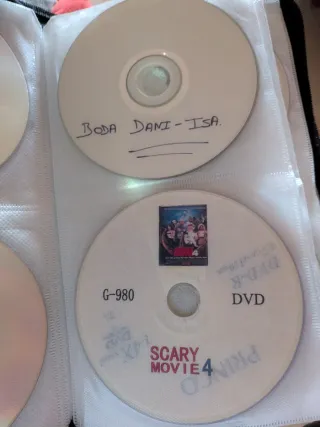 BODA DANI-ISA.
G-980
DVD
SCARY
MOVIE 4